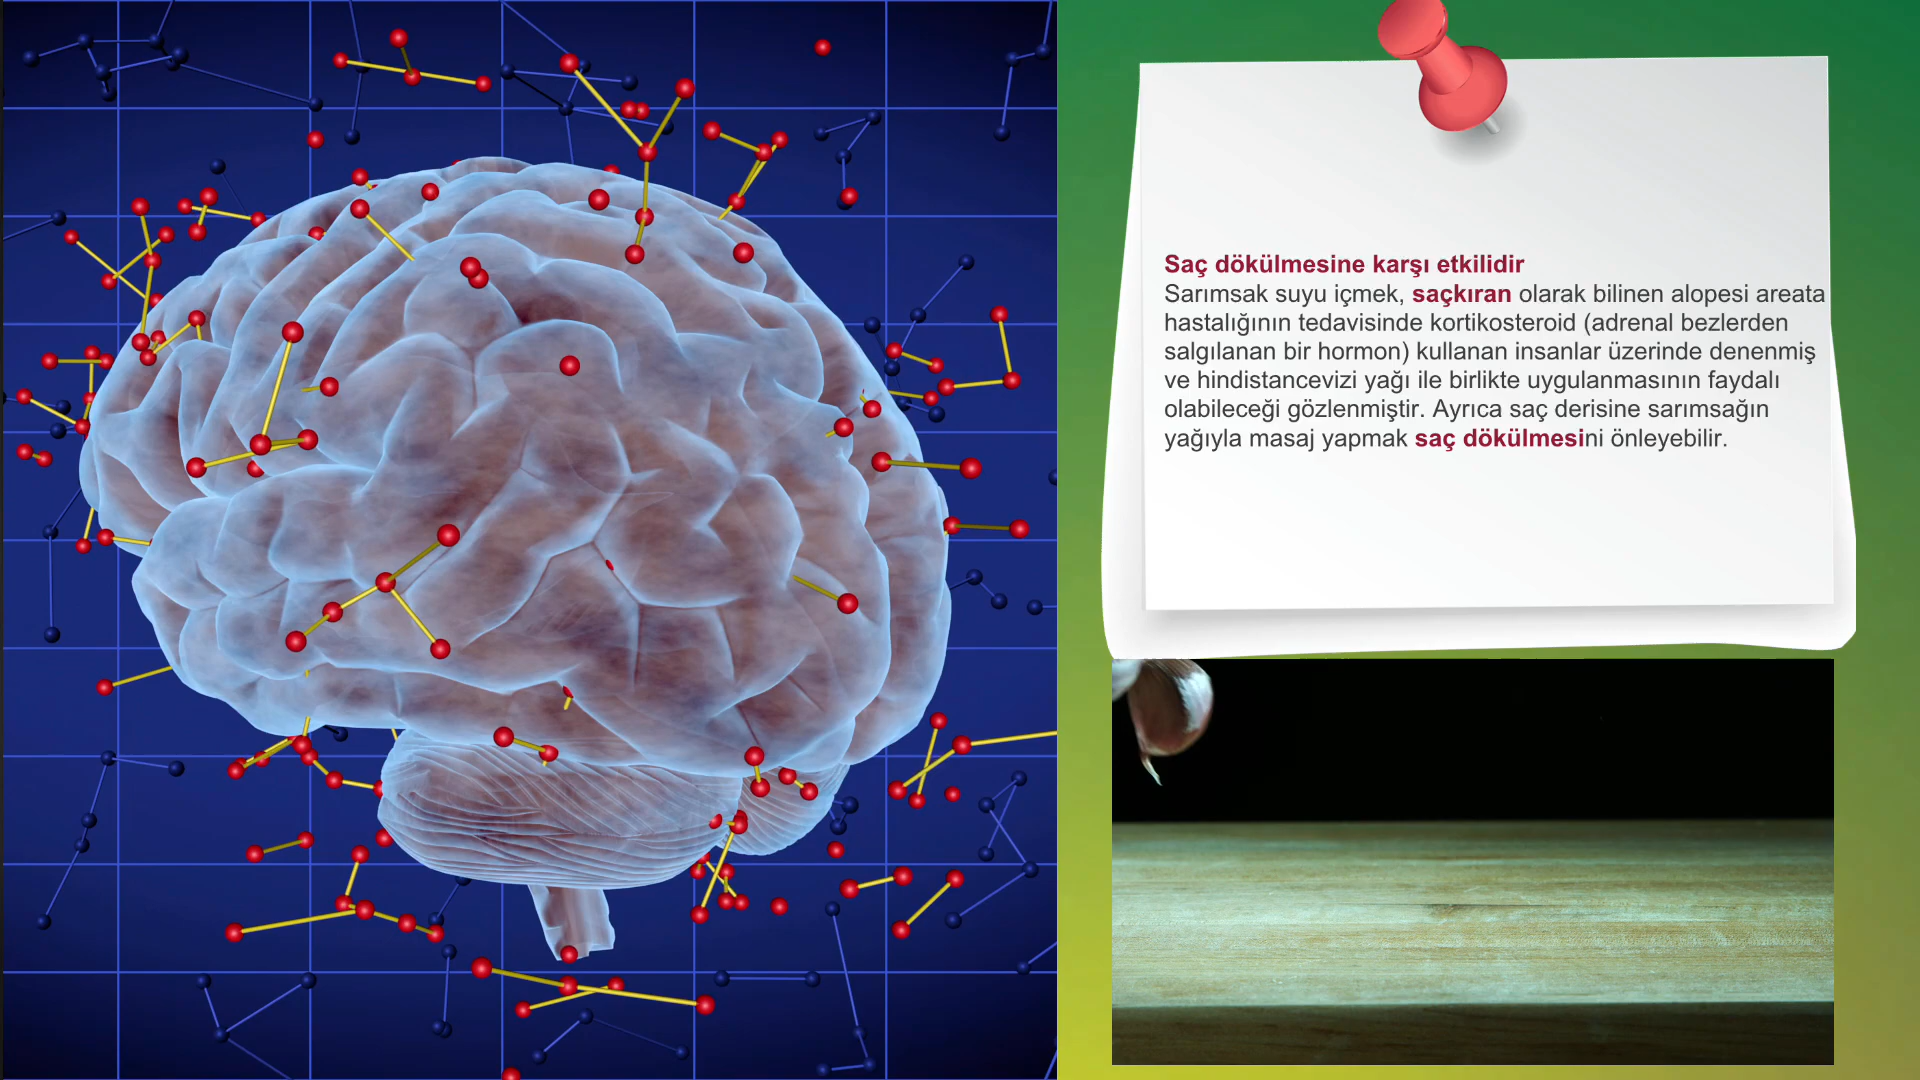 Saç dökülmesine karşı etkilidir
Sarımsak suyu içmek, saçkıran olarak bilinen alopesi areata
hastalığının tedavisinde kortikosteroid (adrenal bezlerden
salgılanan bir hormon) kullanan insanlar üzerinde denenmiş
ve hindistancevizi yağı ile birlikte uygulanmasının faydalı
olabileceği gözlenmiştir. Ayrıca saç derisine sarımsağın
yağıyla masaj yapmak saç dökülmesini önleyebilir.